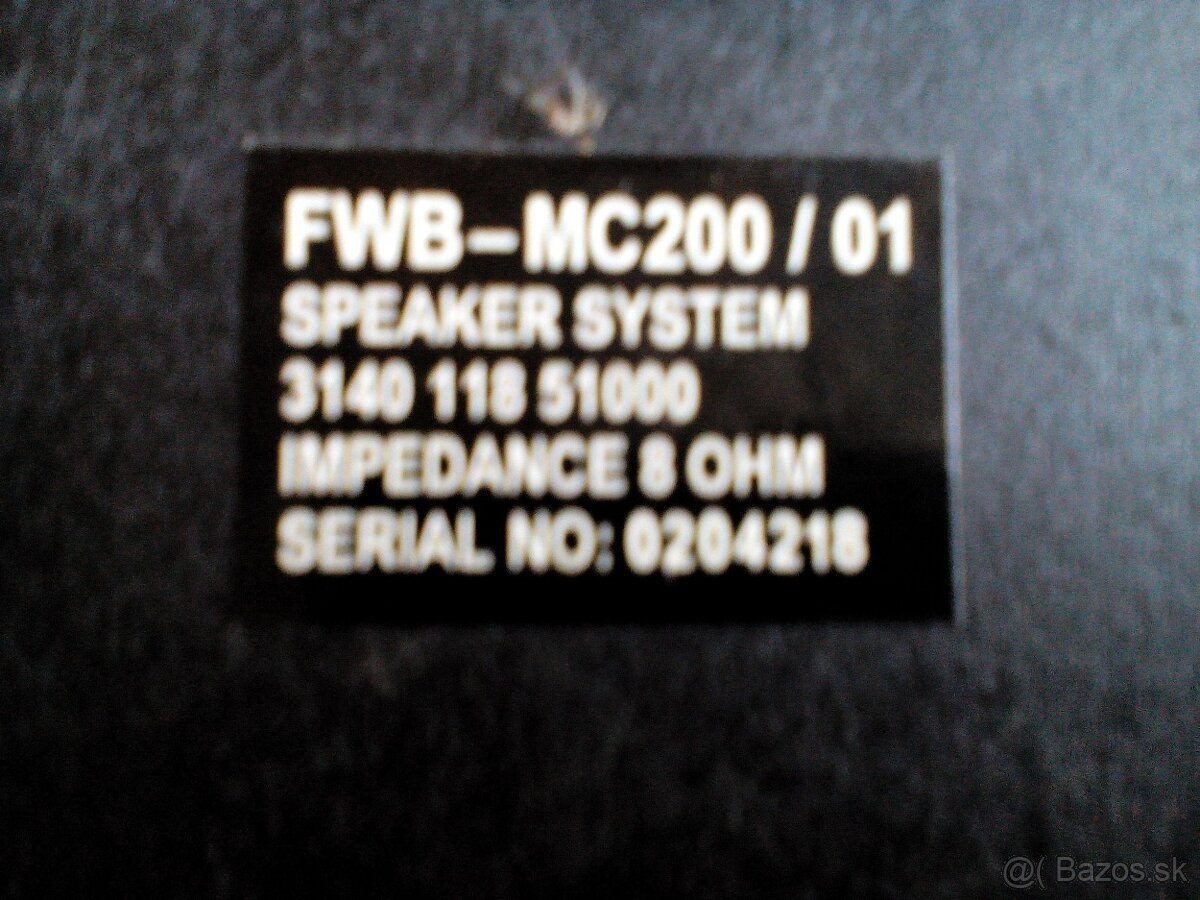 FWB-MC200 / 01
SPEAKER SYSTEM
3140 118 51000
IMPEDANCE 8 OHM
SERIAL NO: 0204218
@( Bazos.sk